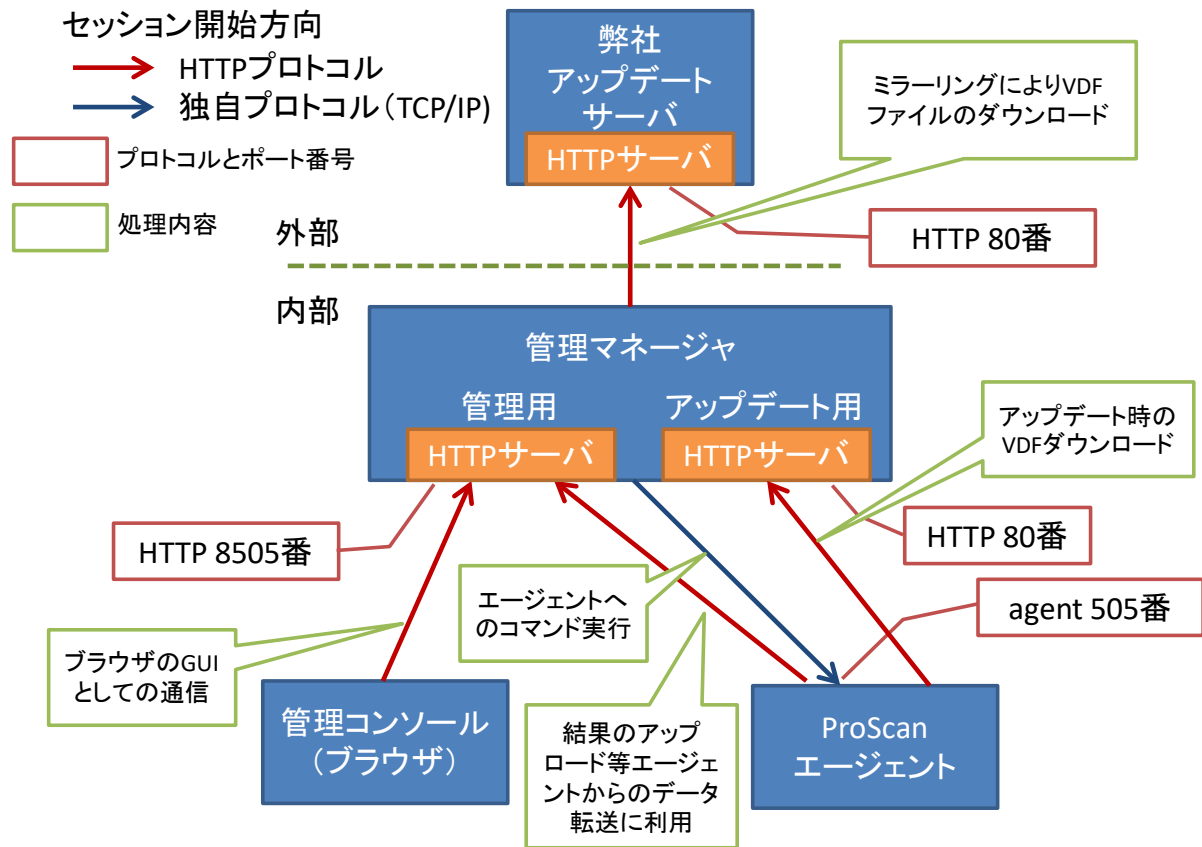 セッション開始方向
HTTPプロトコル
独自プロトコル（TCP/IP)
プロトコルとポート番号
処理内容
弊社
アップデート
サーバ
HTTPサーバ
ミラーリングによりVDF
ファイルのダウンロード
HTTP 80番
外部
内部
管理マネージャ
管理用
HTTPサーバ
アップデート用
HTTPサーバ
アップデート時の
VDFダウンロード
HTTP 8505番
HTTP 80番
エージェントへ
のコマンド実行
agent 505番
ブラウザのGUI
としての通信
管理コンソール
（ブラウザ）
結果のアップ
ロード等エージェ
ントからのデータ
転送に利用
ProScan
エージェント